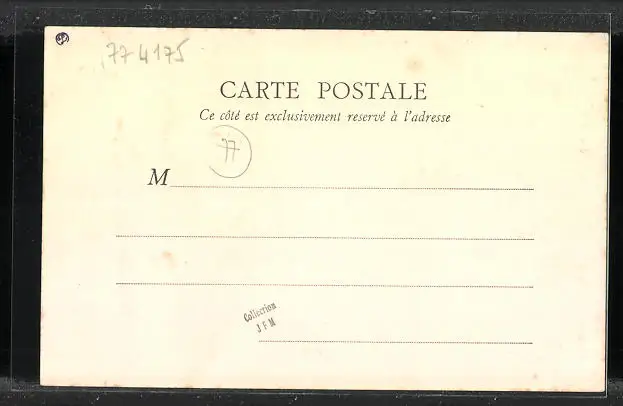 774175
CARTE POSTALE
Ce côté est exclusivement reservé à l'adresse
77
M
Collection
J F M